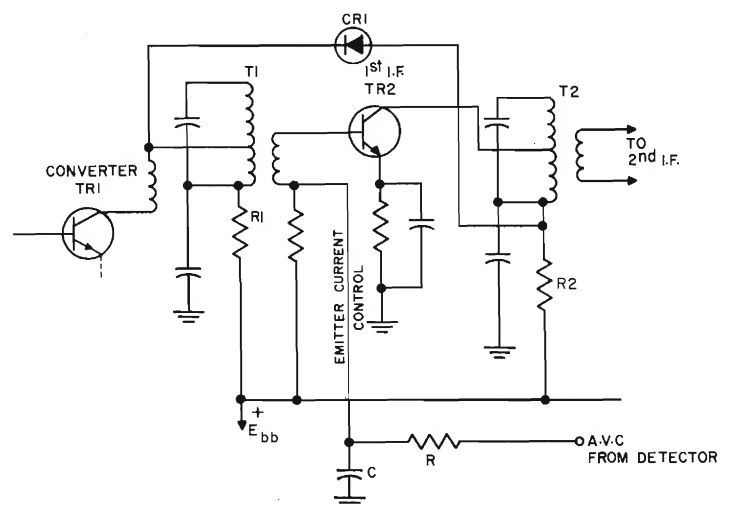 CR1
T1
1st I.F.
TR2
T2
TO
2nd I.F.
CONVERTER
TR1
R1
EMITTER CURRENT
CONTROL
R2
+
Ebb
R
A.V.C
FROM DETECTOR
C